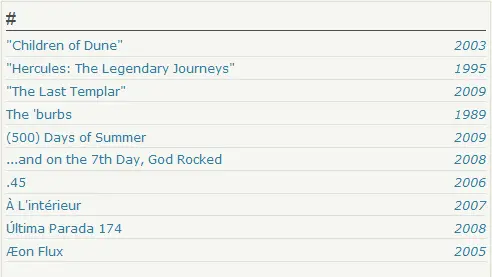 #
"Children of Dune" 2003
"Hercules: The Legendary Journeys" 1995
"The Last Templar" 2009
The 'burbs 1989
(500) Days of Summer 2009
...and on the 7th Day, God Rocked 2008
.45 2006
À L'intérieur 2007
Última Parada 174 2008
Æon Flux 2005